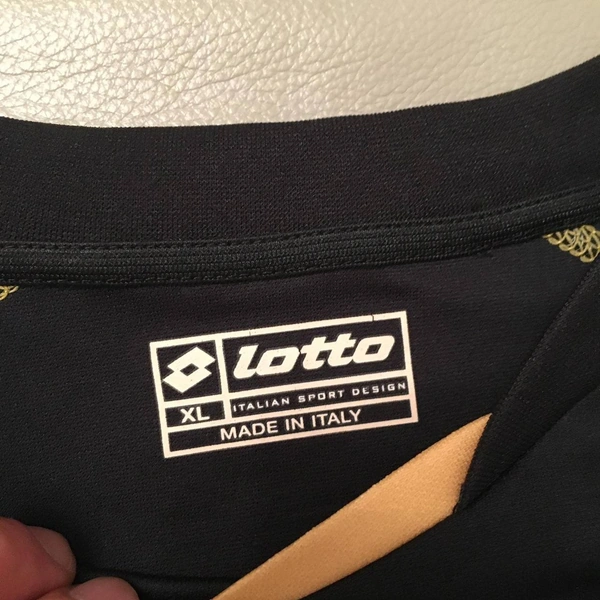 lotto
XL ITALIAN SPORT DESIGN
MADE IN ITALY